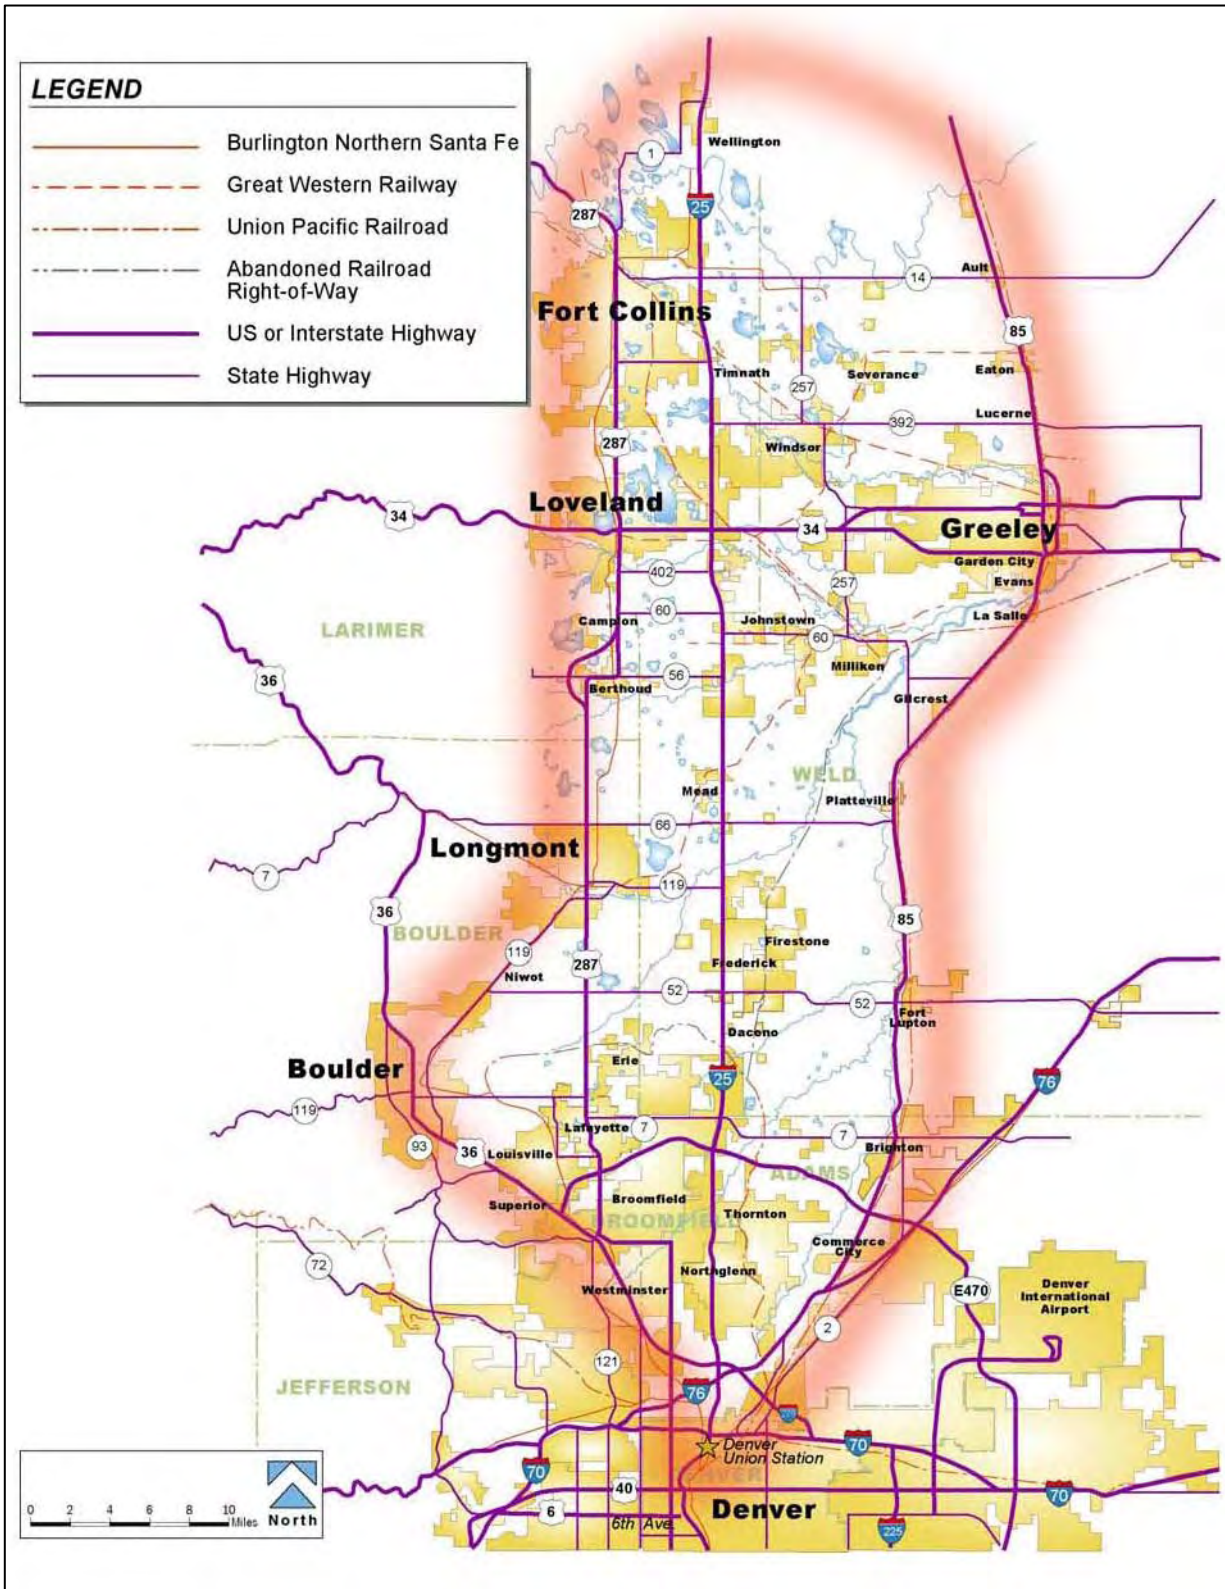 LEGEND
Burlington Northern Santa Fe
Great Western Railway
Union Pacific Railroad
Abandoned Railroad
Right-of-Way
US or Interstate Highway
State Highway
Wellington
1
287
25
Ault
14
Fort Collins
85
Timnath
Severance
Eaton
257
Lucerne
392
287
Windsor
Loveland
34
34
Greeley
Garden City
402
257
Evans
60
Campion
Johnstown
La Salle
LARIMER
60
Milliken
36
56
Berthoud
Gilcrest
WELD
Mead
Platteville
66
Longmont
7
119
36
85
BOULDER
Firestone
119
287
Frederick
Niwot
52
52
Fort
Lupton
Dacono
Erie
Boulder
25
76
119
Lafayette
7
7
93
36
Louisville
Brighton
ADAMS
Superior
Broomfield
BROOMFIELD
Thornton
Commerce
City
72
Northglenn
Westminster
E470
Denver
International
Airport
2
121
JEFFERSON
76
70
Denver
Union Station
70
40
70
Denver
6
6th Ave.
225
0 2 4 6 8 10
Miles
North